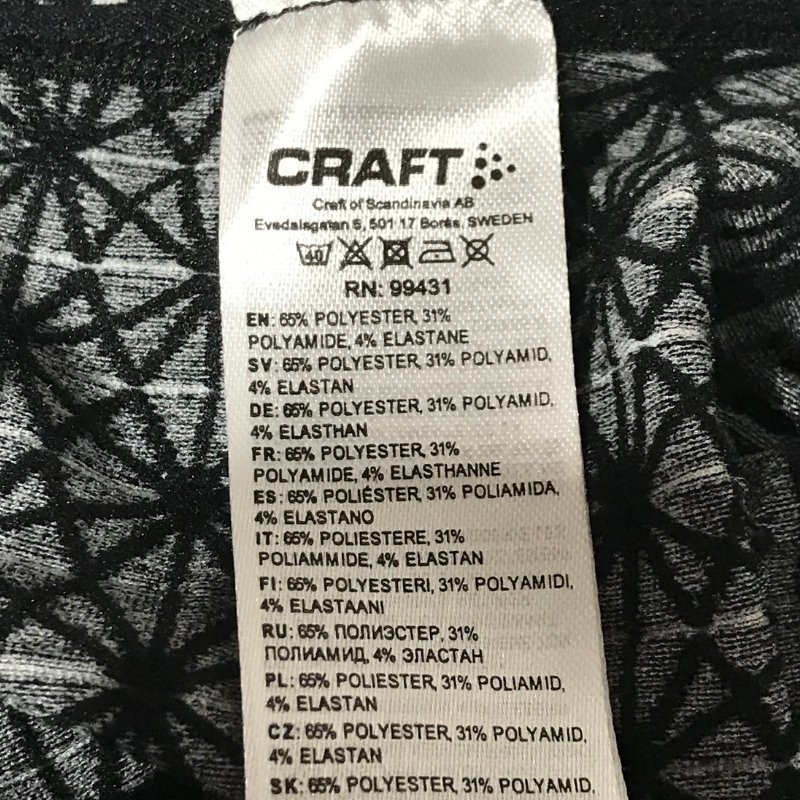 CRAFT
Craft of Scandinavia AB
Evedalsgatan 5, 501 17 Borås, SWEDEN
40
RN: 99431
EN: 65% POLYESTER, 31%
POLYAMIDE, 4% ELASTANE
SV: 65% POLYESTER, 31% POLYAMID,
4% ELASTAN
DE: 65% POLYESTER, 31% POLYAMID,
4% ELASTHAN
FR: 65% POLYESTER, 31%
POLYAMIDE, 4% ELASTHANNE
ES: 65% POLIÉSTER, 31% POLIAMIDA,
4% ELASTANO
IT: 65% POLIESTERE, 31%
POLIAMMIDE, 4% ELASTAN
FI: 65% POLYESTERI, 31% POLYAMIDI,
4% ELASTAANI
RU: 65% ПОЛИЭСТЕР, 31%
ПОЛИАМИД, 4% ЭЛАСТАН
PL: 65% POLIESTER, 31% POLIAMID,
4% ELASTAN
CZ: 65% POLYESTER, 31% POLYAMID,
4% ELASTAN
SK: 65% POLYESTER, 31% POLYAMID,